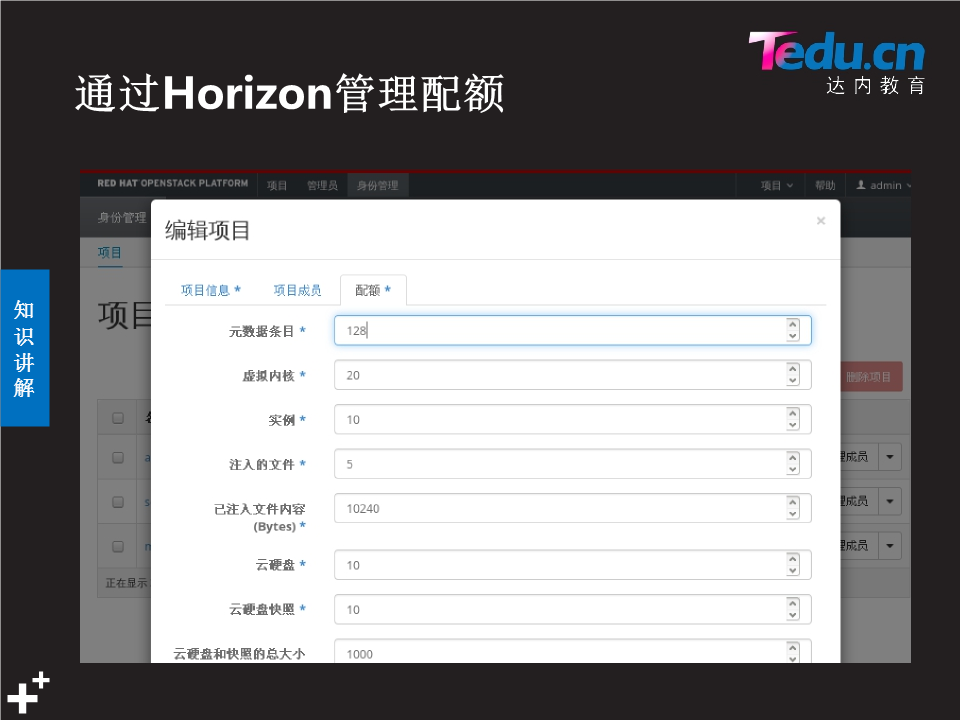 Tedu.cn
达内教育
通过Horizon管理配额
RED HAT OPENSTACK PLATFORM 项目 管理员 身份管理 项目 帮助 admin
身份管理
项目
项目
编辑项目
×
项目信息 * 项目成员 配额 *
元数据条目 * 128
虚拟内核 * 20
实例 * 10
注入的文件 * 5
已注入文件内容
(Bytes) * 10240
云硬盘 * 10
云硬盘快照 * 10
云硬盘和快照的总大小 1000
删除项目
成员
成员
成员
正在显示
知
识
讲
解